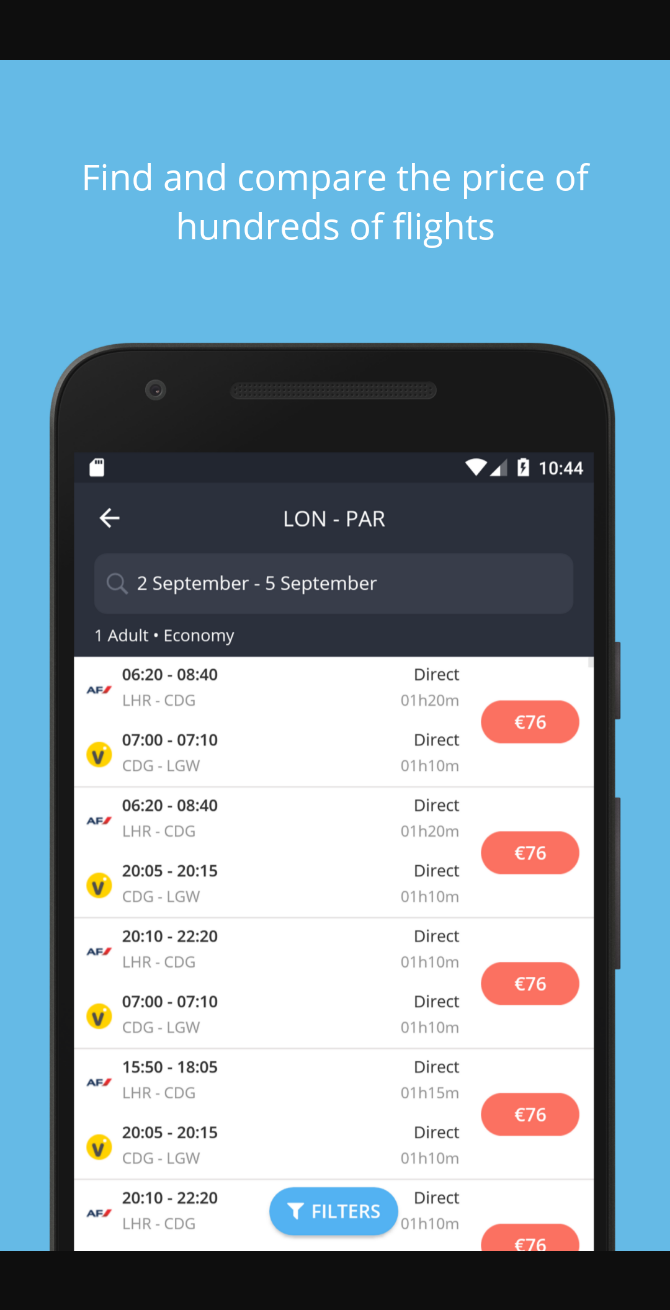 Find and compare the price of
hundreds of flights
10:44
LON - PAR
2 September - 5 September
1 Adult • Economy
AF 06:20 - 08:40 Direct
LHR - CDG 01h20m
€76
V 07:00 - 07:10 Direct
CDG - LGW 01h10m
AF 06:20 - 08:40 Direct
LHR - CDG 01h20m
€76
V 20:05 - 20:15 Direct
CDG - LGW 01h10m
AF 20:10 - 22:20 Direct
LHR - CDG 01h10m
€76
V 07:00 - 07:10 Direct
CDG - LGW 01h10m
AF 15:50 - 18:05 Direct
LHR - CDG 01h15m
€76
V 20:05 - 20:15 Direct
CDG - LGW 01h10m
AF 20:10 - 22:20 Direct
FILTERS
LHR - CDG 01h10m
€76